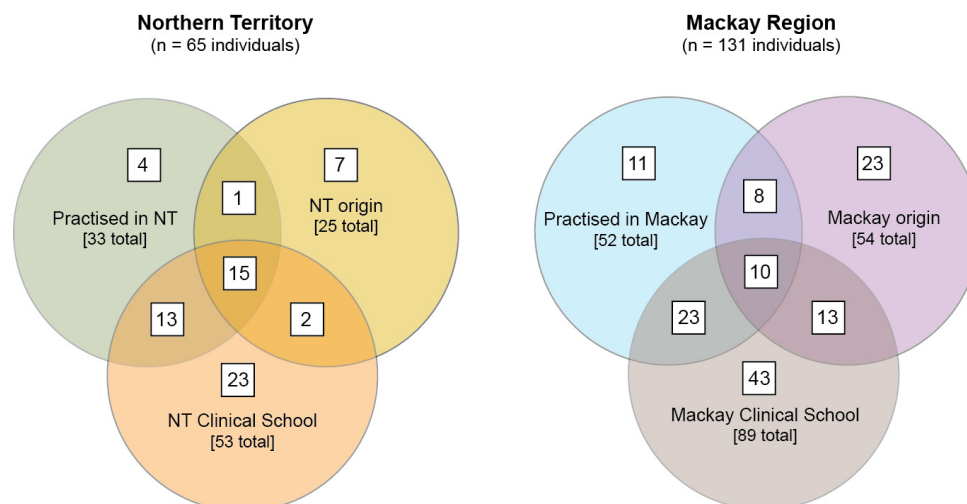 Northern Territory
(n = 65 individuals)
4
7
1
Practised in NT
[33 total]
NT origin
[25 total]
15
13
2
23
NT Clinical School
[53 total]
Mackay Region
(n = 131 individuals)
11
23
8
Practised in Mackay
[52 total]
Mackay origin
[54 total]
10
23
13
43
Mackay Clinical School
[89 total]